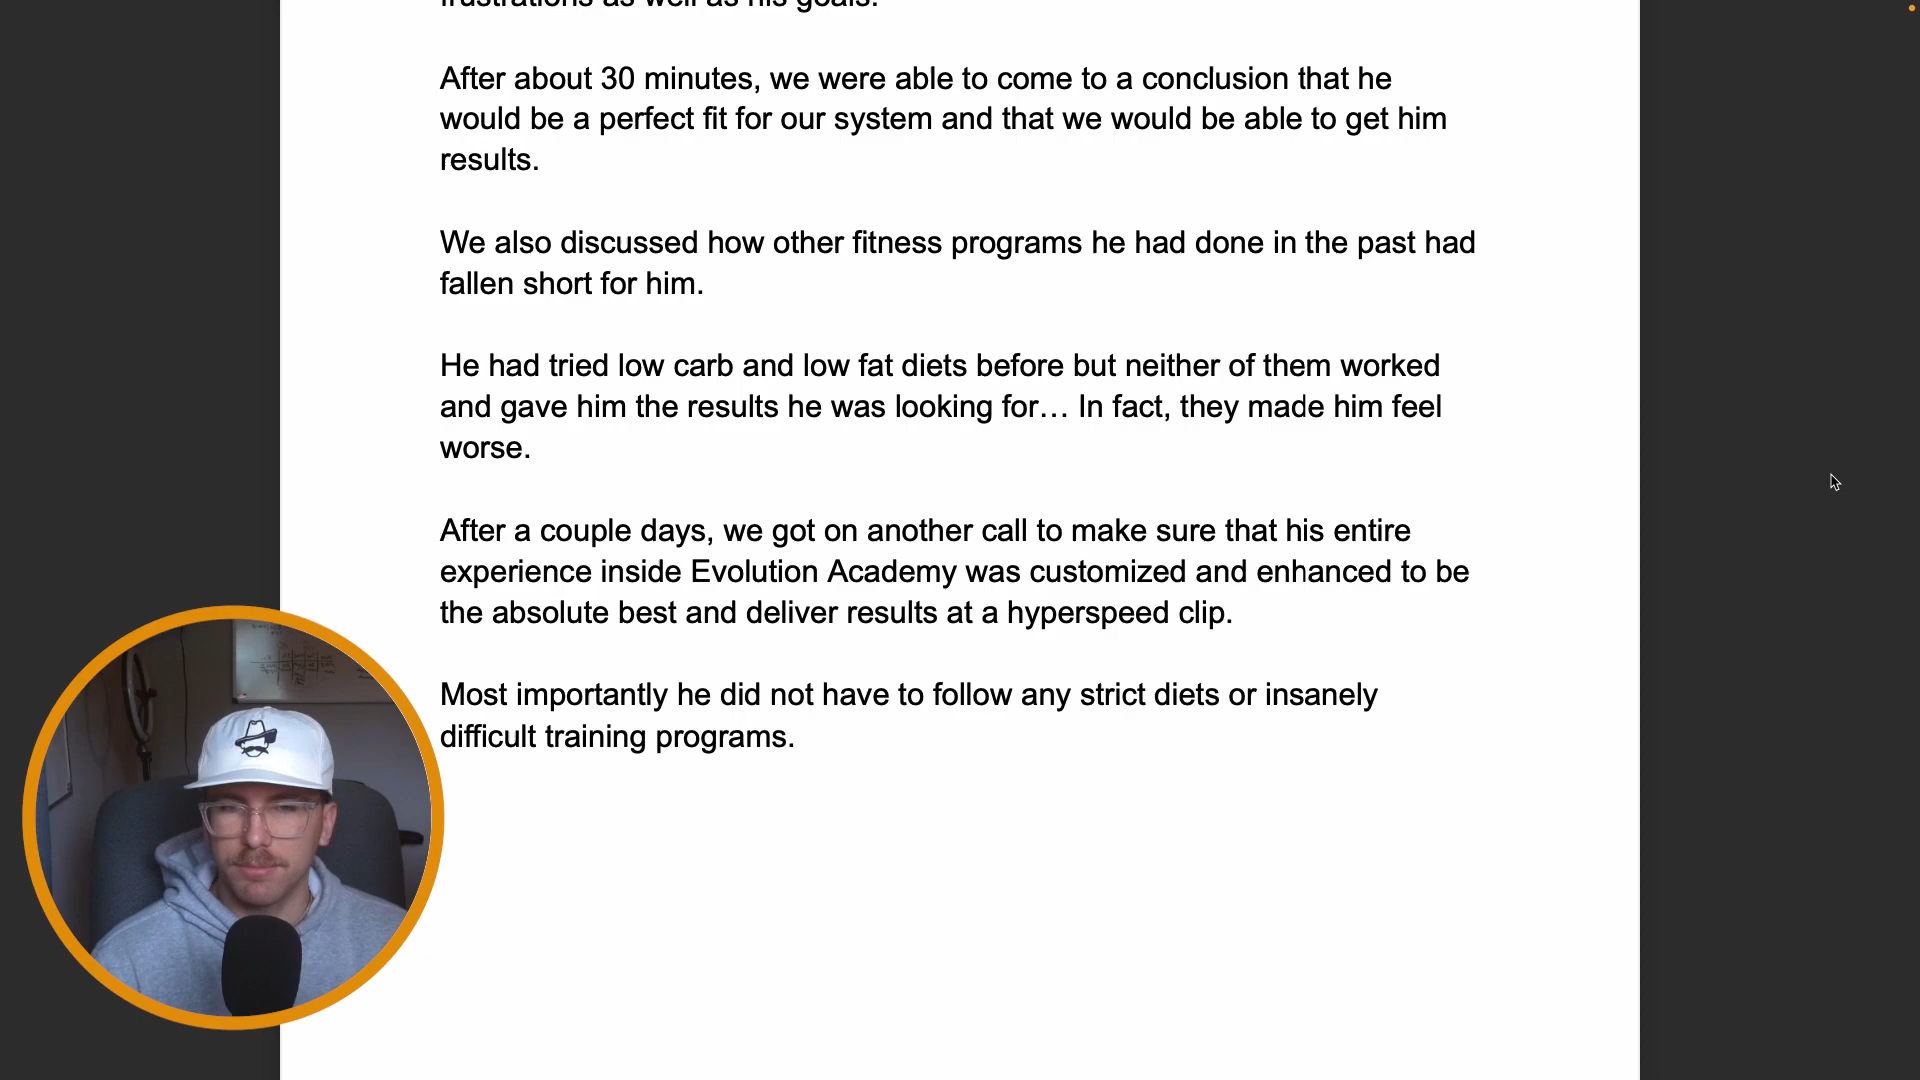 frustrations as well as his goals.
After about 30 minutes, we were able to come to a conclusion that he
would be a perfect fit for our system and that we would be able to get him
results.
We also discussed how other fitness programs he had done in the past had
fallen short for him.
He had tried low carb and low fat diets before but neither of them worked
and gave him the results he was looking for… In fact, they made him feel
worse.
After a couple days, we got on another call to make sure that his entire
experience inside Evolution Academy was customized and enhanced to be
the absolute best and deliver results at a hyperspeed clip.
Most importantly he did not have to follow any strict diets or insanely
difficult training programs.